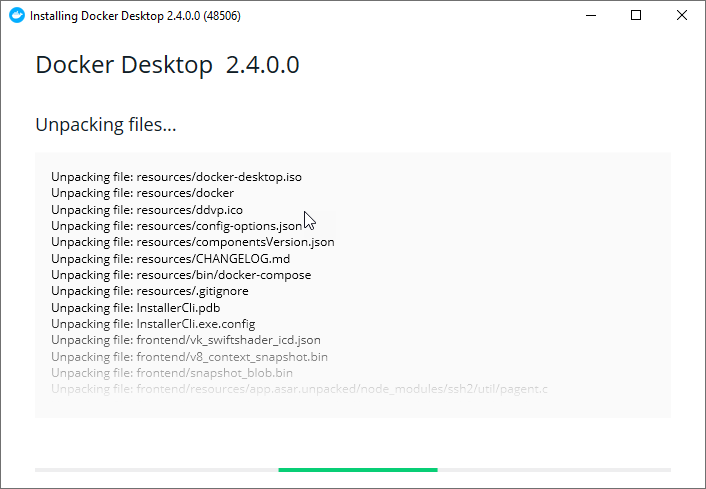 Installing Docker Desktop 2.4.0.0 (48506)
Docker Desktop 2.4.0.0
Unpacking files...
Unpacking file: resources/docker-desktop.iso
Unpacking file: resources/docker
Unpacking file: resources/ddvp.ico
Unpacking file: resources/config-options.json
Unpacking file: resources/componentsVersion.json
Unpacking file: resources/CHANGELOG.md
Unpacking file: resources/bin/docker-compose
Unpacking file: resources/.gitignore
Unpacking file: InstallerCli.pdb
Unpacking file: InstallerCli.exe.config
Unpacking file: frontend/vk_swiftshader_icd.json
Unpacking file: frontend/v8_context_snapshot.bin
Unpacking file: frontend/snapshot_blob.bin
Unpacking file: frontend/resources/app.asar.unpacked/node_modules/ssh2/util/pagent.c